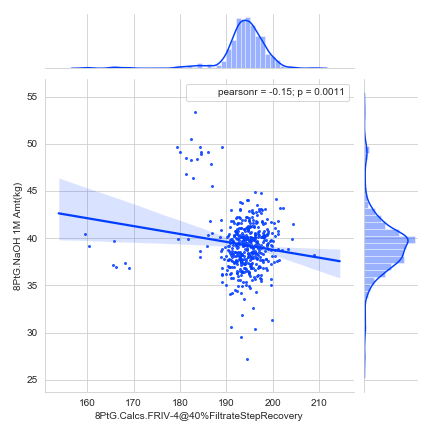 pearsonr = -0.15; p = 0.0011
55
50
45
40
35
30
25
8PtG.NaOH 1M Amt(kg)
160 170 180 190 200 210
8PtG.Calcs.FRIV-4@40%FiltrateStepRecovery